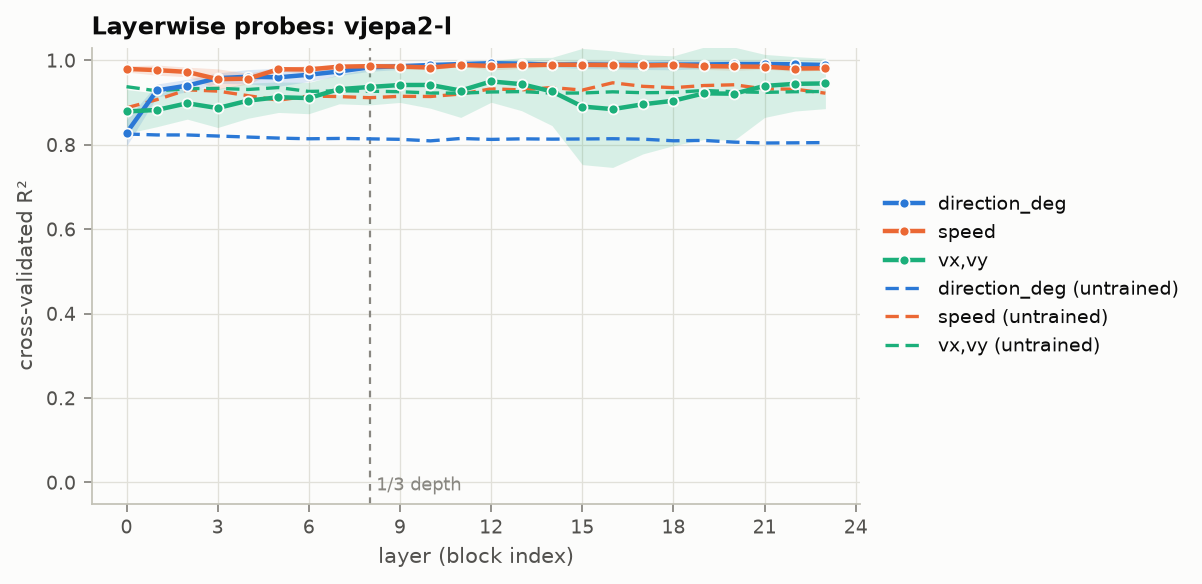 Layerwise probes: vjepa2-l
cross-validated R²
1.0
0.8
0.6
0.4
0.2
0.0
1/3 depth
0 3 6 9 12 15 18 21 24
layer (block index)
direction_deg
speed
vx,vy
direction_deg (untrained)
speed (untrained)
vx,vy (untrained)